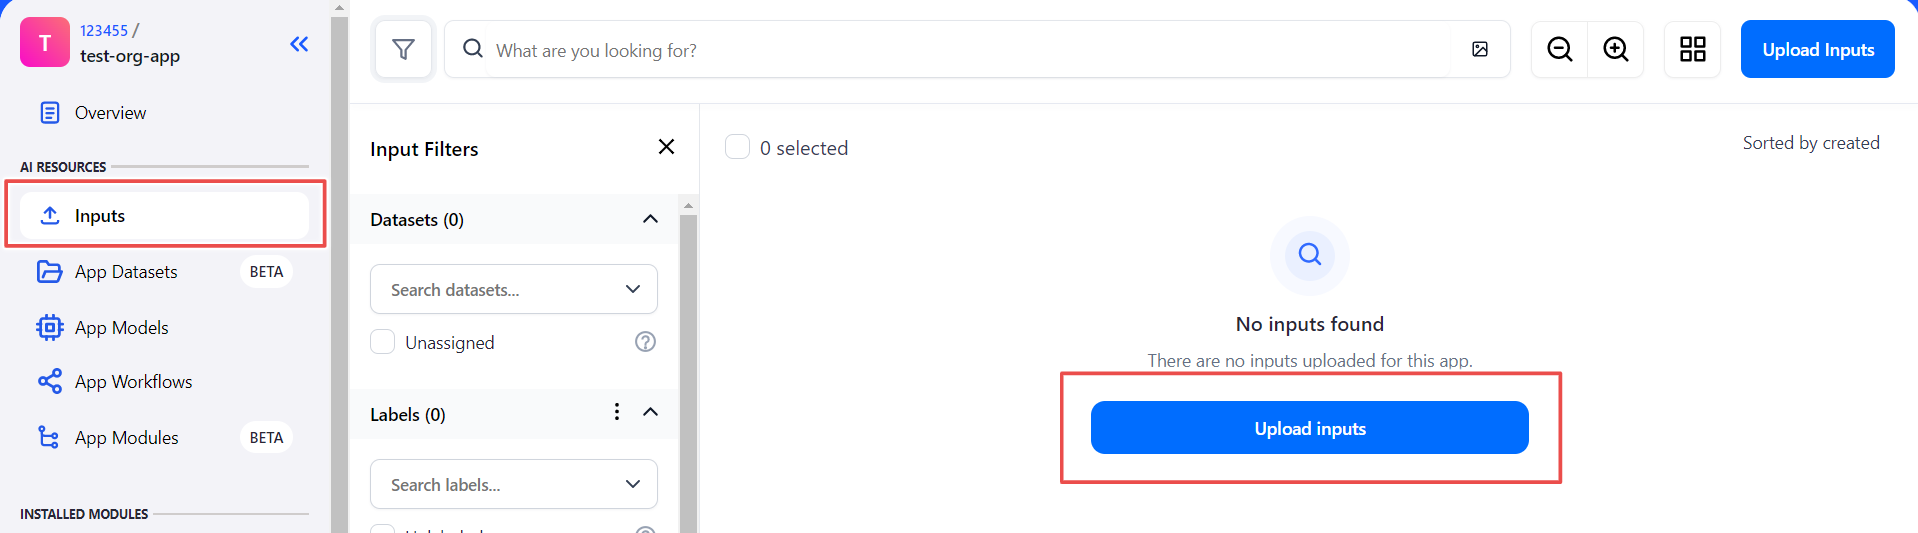 T
123455 /
test-org-app
Overview
AI RESOURCES
Inputs
App Datasets BETA
App Models
App Workflows
App Modules BETA
INSTALLED MODULES
What are you looking for?
Upload Inputs
Input Filters
Datasets (0)
Search datasets...
Unassigned
Labels (0)
Search labels...
0 selected
Sorted by created
No inputs found
There are no inputs uploaded for this app.
Upload inputs